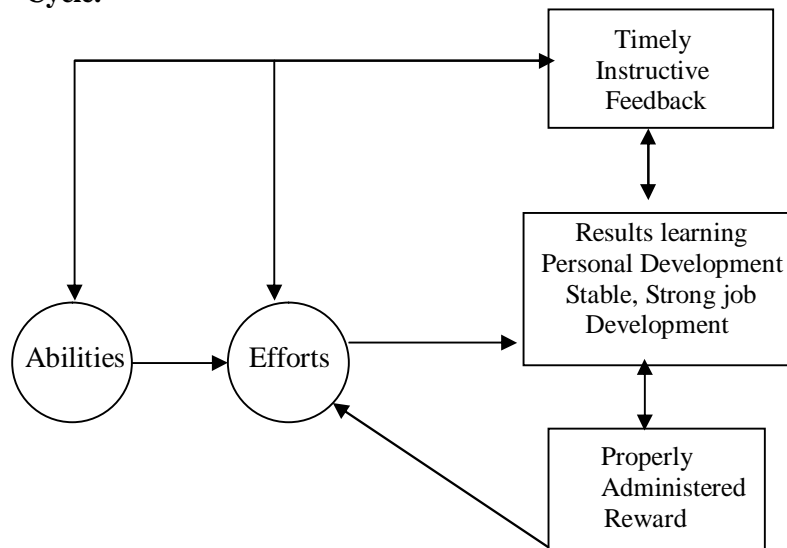 Cycle.
Timely
Instructive
Feedback
Results learning
Personal Development
Stable, Strong job
Development
Abilities
Efforts
Properly
Administered
Reward